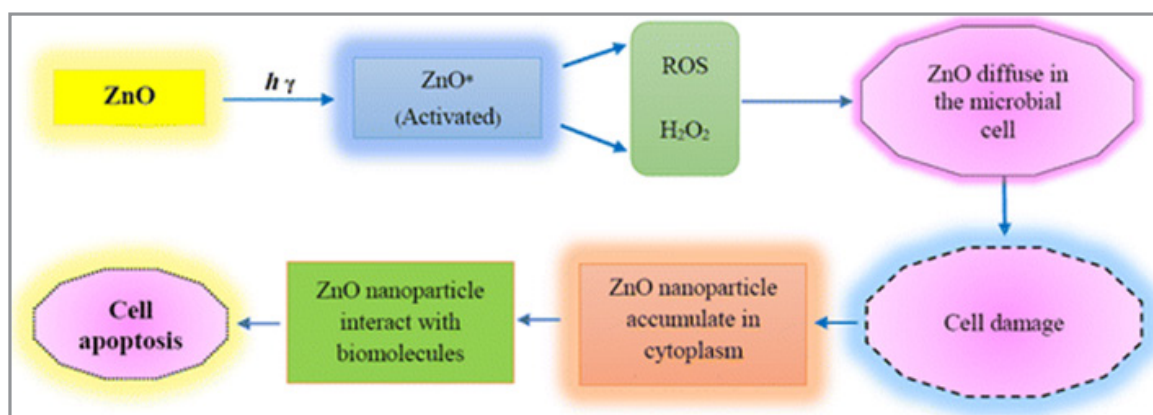 ZnO
h γ
ZnO*
(Activated)
ROS
H₂O₂
ZnO diffuse in
the microbial
cell
Cell damage
ZnO nanoparticle
accumulate in
cytoplasm
ZnO nanoparticle
interact with
biomolecules
Cell
apoptosis